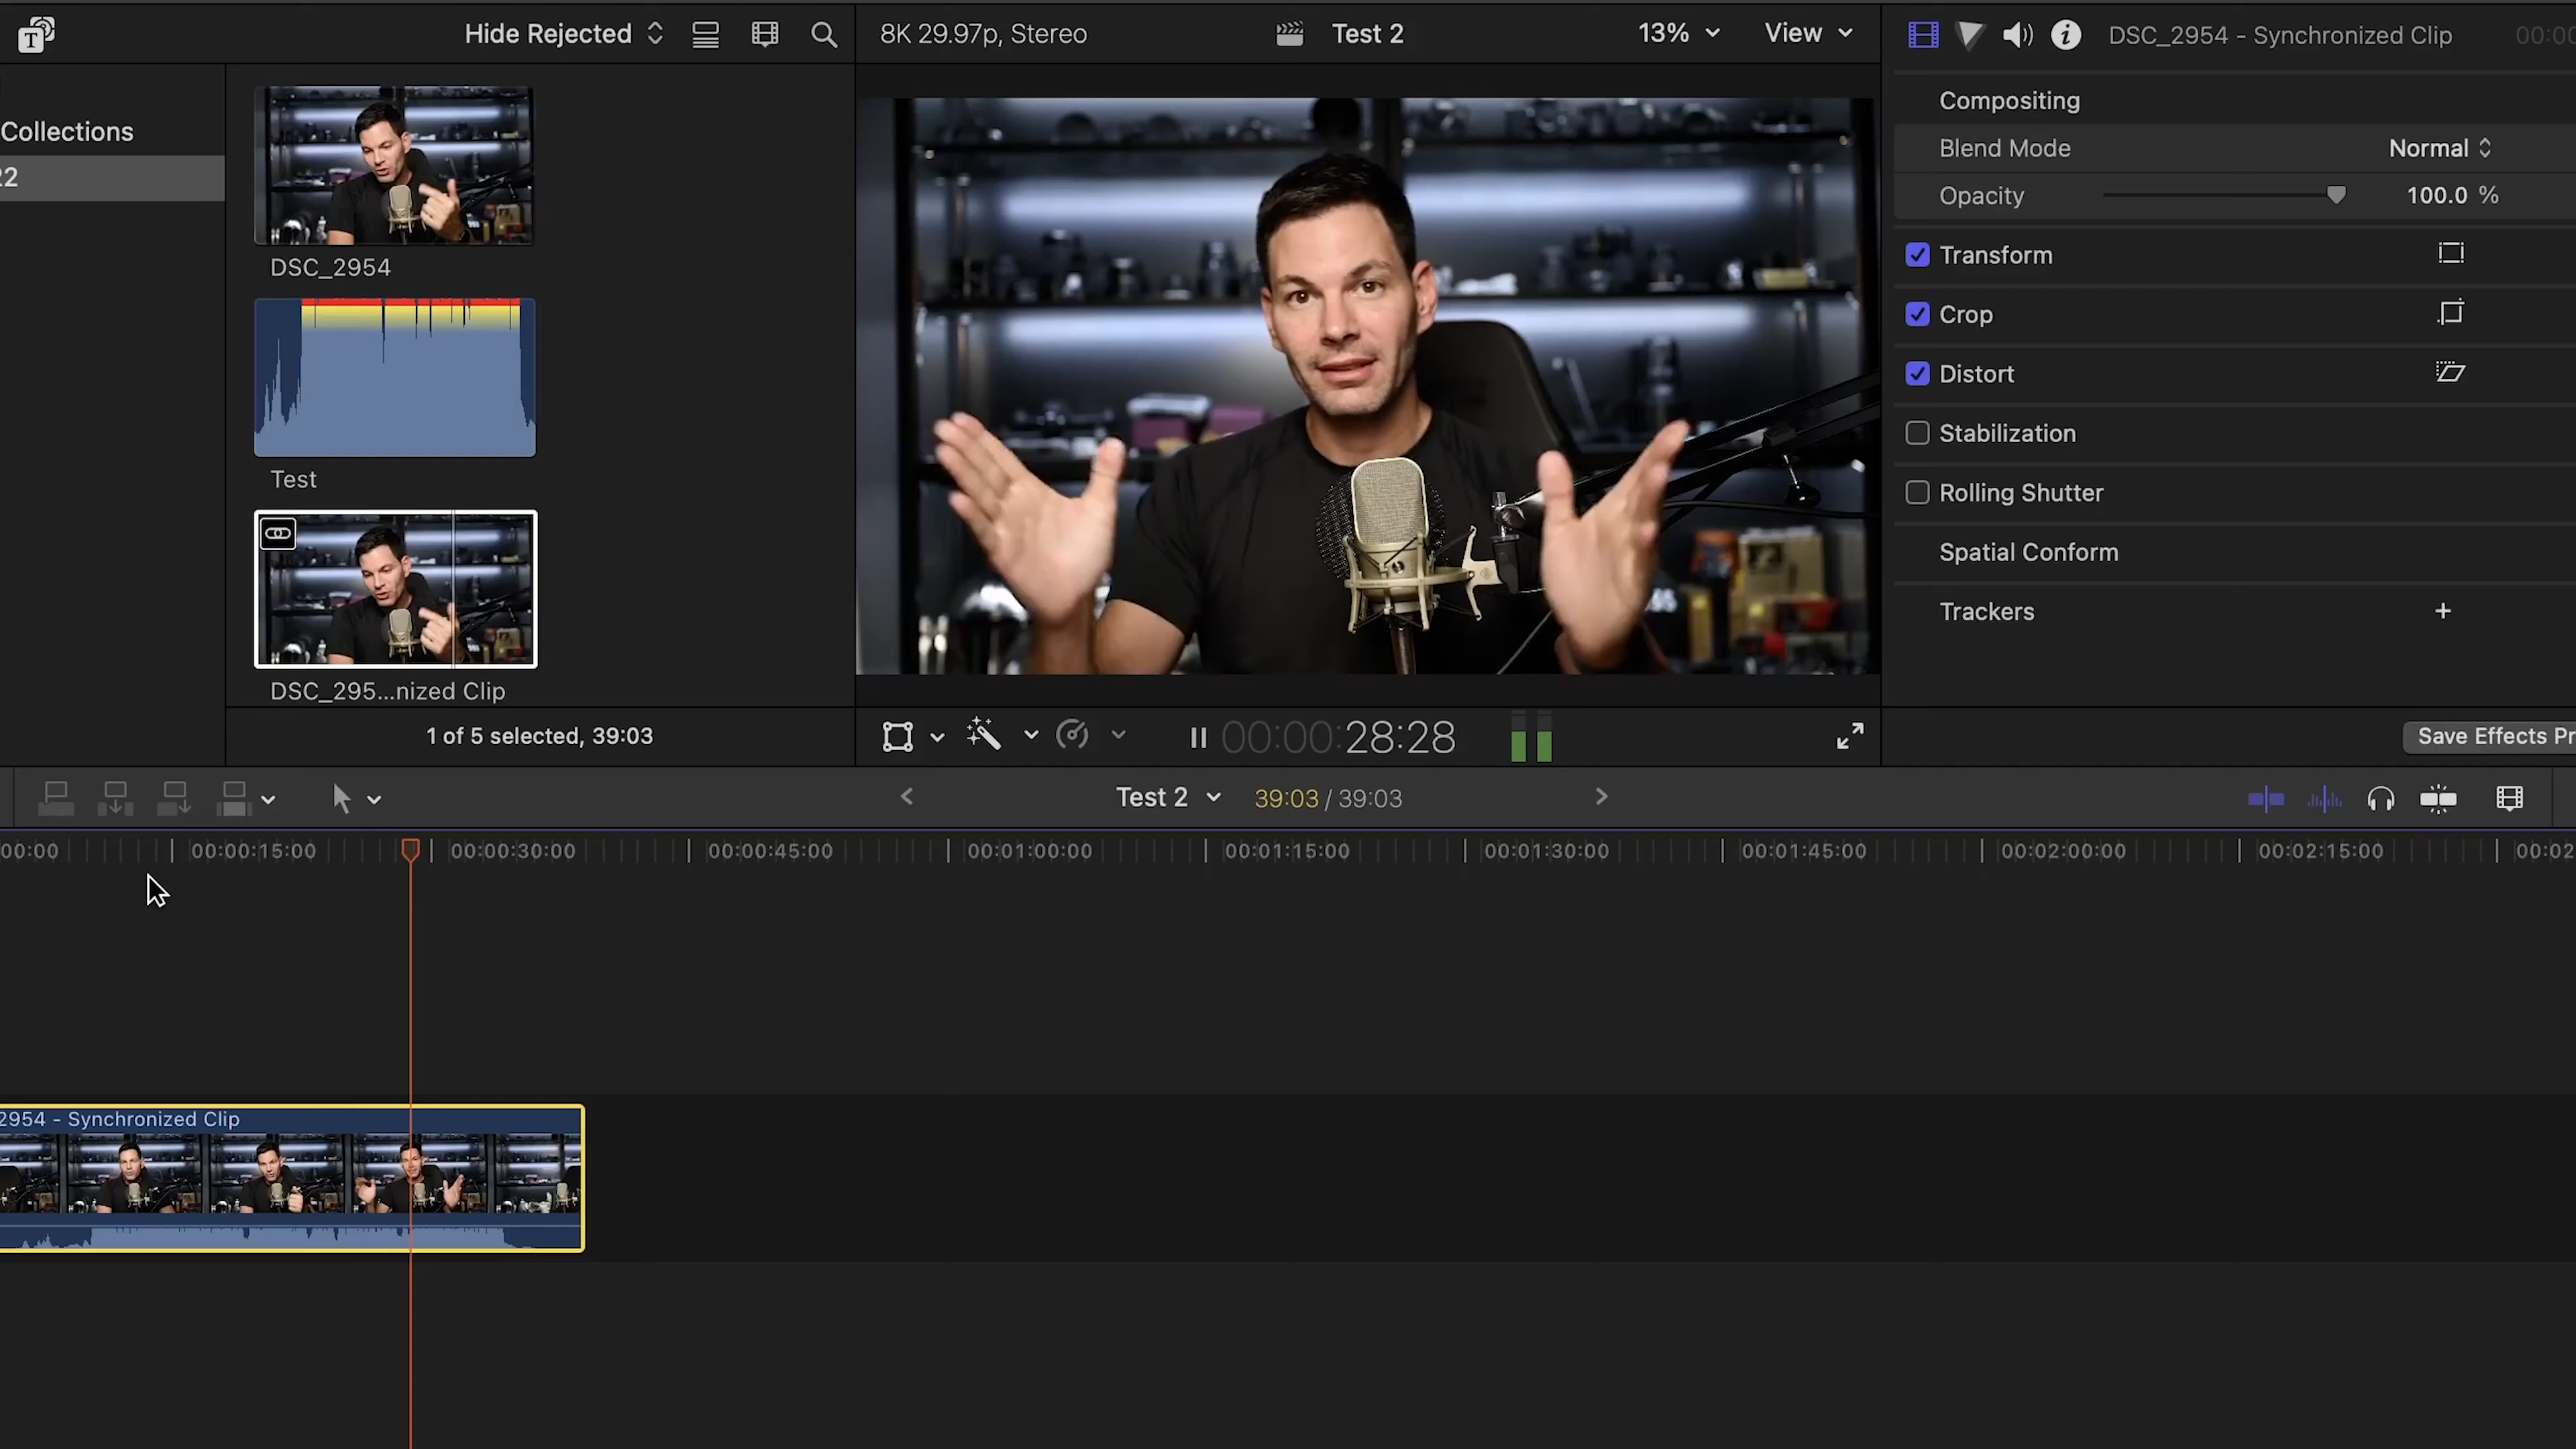 T
Hide Rejected
8K 29.97p, Stereo
Test 2
13%
View
DSC_2954 - Synchronized Clip
00:00
Collections
22
DSC_2954
Test
DSC_295...nized Clip
1 of 5 selected, 39:03
00:00:28:28
Compositing
Blend Mode
Normal
Opacity
100.0 %
Transform
Crop
Distort
Stabilization
Rolling Shutter
Spatial Conform
Trackers
Save Effects Pr
Test 2
39:03 / 39:03
00:00
00:00:15:00
00:00:30:00
00:00:45:00
00:01:00:00
00:01:15:00
00:01:30:00
00:01:45:00
00:02:00:00
00:02:15:00
00:02
2954 - Synchronized Clip